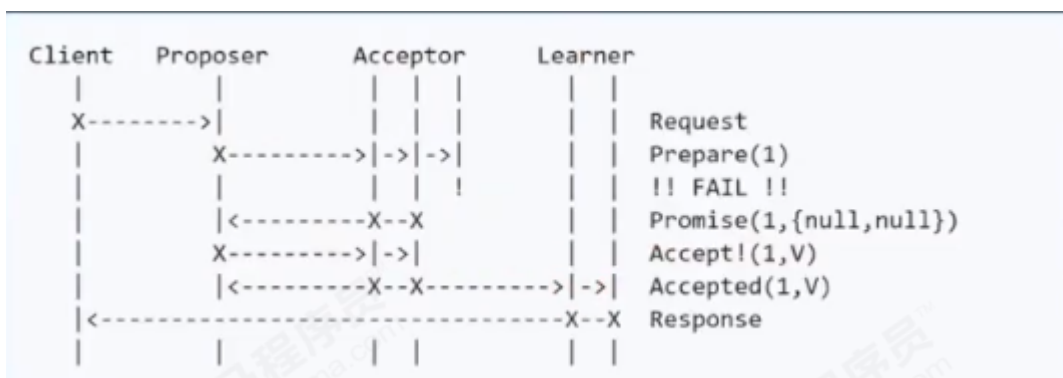 Client Proposer Acceptor Learner
| | | | | | |
X-------->| | | | | | Request
| X--------->|->|->| | | Prepare(1)
| | | | ! | | !! FAIL !!
| |<---------X--X | | Promise(1,{null,null})
| X--------->|->| | | Accept!(1,V)
| |<---------X--X--------->|->| Accepted(1,V)
|<---------------------------------X--X Response
| | | | | |